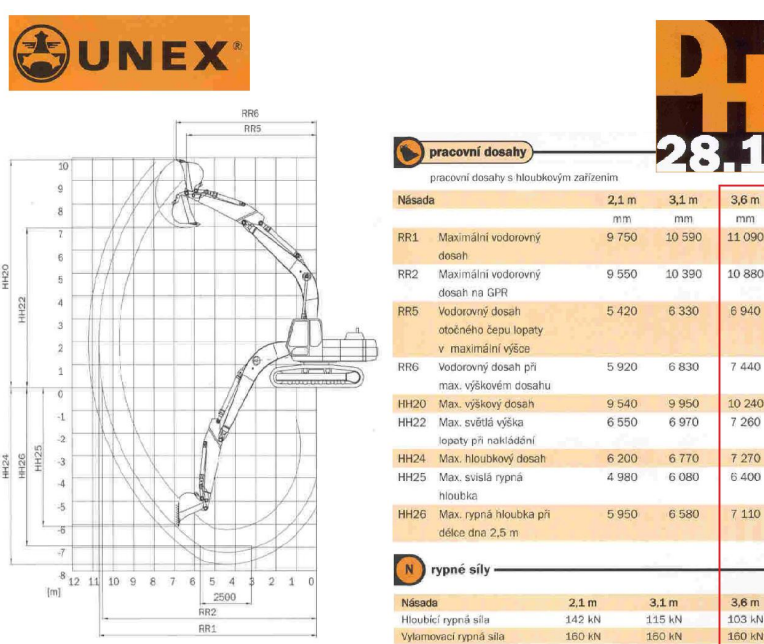 UNEX®
DH
28.1
RR6
RR5
10
9
8
7
6
5
4
3
2
1
0
-1
-2
-3
-4
-5
-6
-7
-8
HH20
HH22
HH24
HH26
HH25
12 11 10 9 8 7 6 5 4 3 2 1 0
[m]
2500
RR2
RR1
pracovní dosahy
pracovní dosahy s hloubkovým zařízením
Násada 2,1 m 3,1 m 3,6 m
mm mm mm
RR1 Maximální vodorovný 9 750 10 590 11 090
dosah
RR2 Maximální vodorovný 9 550 10 390 10 880
dosah na GPR
RR5 Vodorovný dosah 5 420 6 330 6 940
otočného čepu lopaty
v maximální výšce
RR6 Vodorovný dosah při 5 920 6 830 7 440
max. výškovém dosahu
HH20 Max. výškový dosah 9 540 9 950 10 240
HH22 Max. světlá výška 6 550 6 970 7 260
lopaty při nakládání
HH24 Max. hloubkový dosah 6 200 6 770 7 270
HH25 Max. svislá rypná 4 980 6 080 6 400
hloubka
HH26 Max. rypná hloubka při 5 950 6 580 7 110
délce dna 2,5 m
N rypné síly
Násada 2,1 m 3,1 m 3,6 m
Hloubící rypná síla 142 kN 115 kN 103 kN
Vylamovací rypná síla 160 kN 160 kN 160 kN